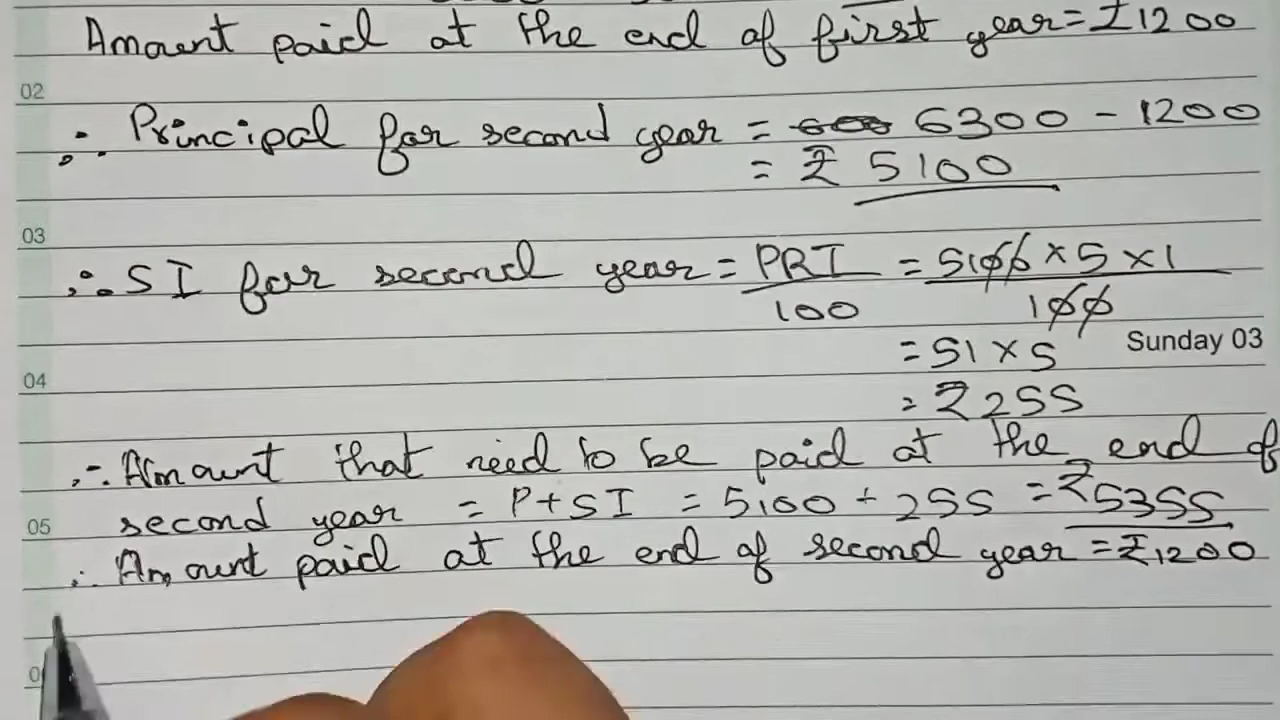 Amount paid at the end of first year = ₹1200
02
∴ Principal for second year = 6300 - 1200
= ₹ 5100
03
∴ SI for second year = PRT/100 = 5100 × 5 × 1/100
= 51 × 5
Sunday 03
04
= ₹ 255
∴ Amount that need to be paid at the end of
second year = P + SI = 5100 + 255 = ₹5355
05
∴ Amount paid at the end of second year = ₹1200